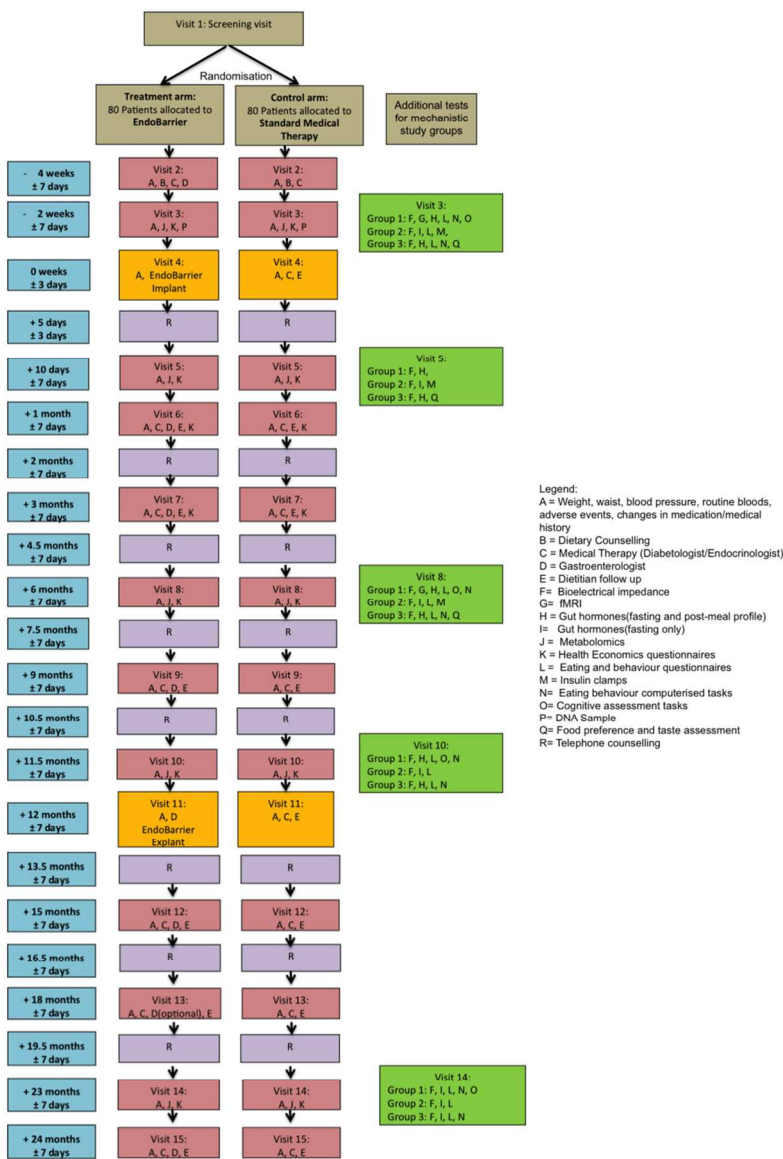 Visit 1: Screening visit
Randomisation
Treatment arm:
80 Patients allocated to
EndoBarrier
Control arm:
80 Patients allocated to
Standard Medical
Therapy
Additional tests
for mechanistic
study groups
- 4 weeks
± 7 days
Visit 2:
A, B, C, D
Visit 2:
A, B, C
- 2 weeks
± 7 days
Visit 3:
A, J, K, P
Visit 3:
A, J, K, P
Visit 3:
Group 1: F, G, H, L, N, O
Group 2: F, I, L, M,
Group 3: F, H, L, N, Q
0 weeks
± 3 days
Visit 4:
A, EndoBarrier
Implant
Visit 4:
A, C, E
+ 5 days
± 3 days
R
R
+ 10 days
± 7 days
Visit 5:
A, J, K
Visit 5:
A, J, K
Visit 5:
Group 1: F, H,
Group 2: F, I, M
Group 3: F, H, Q
+ 1 month
± 7 days
Visit 6:
A, C, D, E, K
Visit 6:
A, C, E, K
+ 2 months
± 7 days
R
R
+ 3 months
± 7 days
Visit 7:
A, C, D, E, K
Visit 7:
A, C, E, K
+ 4.5 months
± 7 days
R
R
+ 6 months
± 7 days
Visit 8:
A, J, K
Visit 8:
A, J, K
Visit 8:
Group 1: F, G, H, L, O, N
Group 2: F, I, L, M
Group 3: F, H, L, N, Q
+ 7.5 months
± 7 days
R
R
+ 9 months
± 7 days
Visit 9:
A, C, D, E
Visit 9:
A, C, E
+ 10.5 months
± 7 days
R
R
+ 11.5 months
± 7 days
Visit 10:
A, J, K
Visit 10:
A, J, K
Visit 10:
Group 1: F, H, L, O, N
Group 2: F, I, L
Group 3: F, H, L, N
+ 12 months
± 7 days
Visit 11:
A, D
EndoBarrier
Explant
Visit 11:
A, C, E
+ 13.5 months
± 7 days
R
R
+ 15 months
± 7 days
Visit 12:
A, C, D, E
Visit 12:
A, C, E
+ 16.5 months
± 7 days
R
R
+ 18 months
± 7 days
Visit 13:
A, C, D(optional), E
Visit 13:
A, C, E
+ 19.5 months
± 7 days
R
R
+ 23 months
± 7 days
Visit 14:
A, J, K
Visit 14:
A, J, K
Visit 14:
Group 1: F, I, L, N, O
Group 2: F, I, L
Group 3: F, I, L, N
+ 24 months
± 7 days
Visit 15:
A, C, D, E
Visit 15:
A, C, E
Legend:
A = Weight, waist, blood pressure, routine bloods,
adverse events, changes in medication/medical
history
B = Dietary Counselling
C = Medical Therapy (Diabetologist/Endocrinologist)
D = Gastroenterologist
E = Dietitian follow up
F= Bioelectrical impedance
G= fMRI
H = Gut hormones(fasting and post-meal profile)
I= Gut hormones(fasting only)
J = Metabolomics
K = Health Economics questionnaires
L = Eating and behaviour questionnaires
M = Insulin clamps
N= Eating behaviour computerised tasks
O= Cognitive assessment tasks
P= DNA Sample
Q= Food preference and taste assessment
R= Telephone counselling